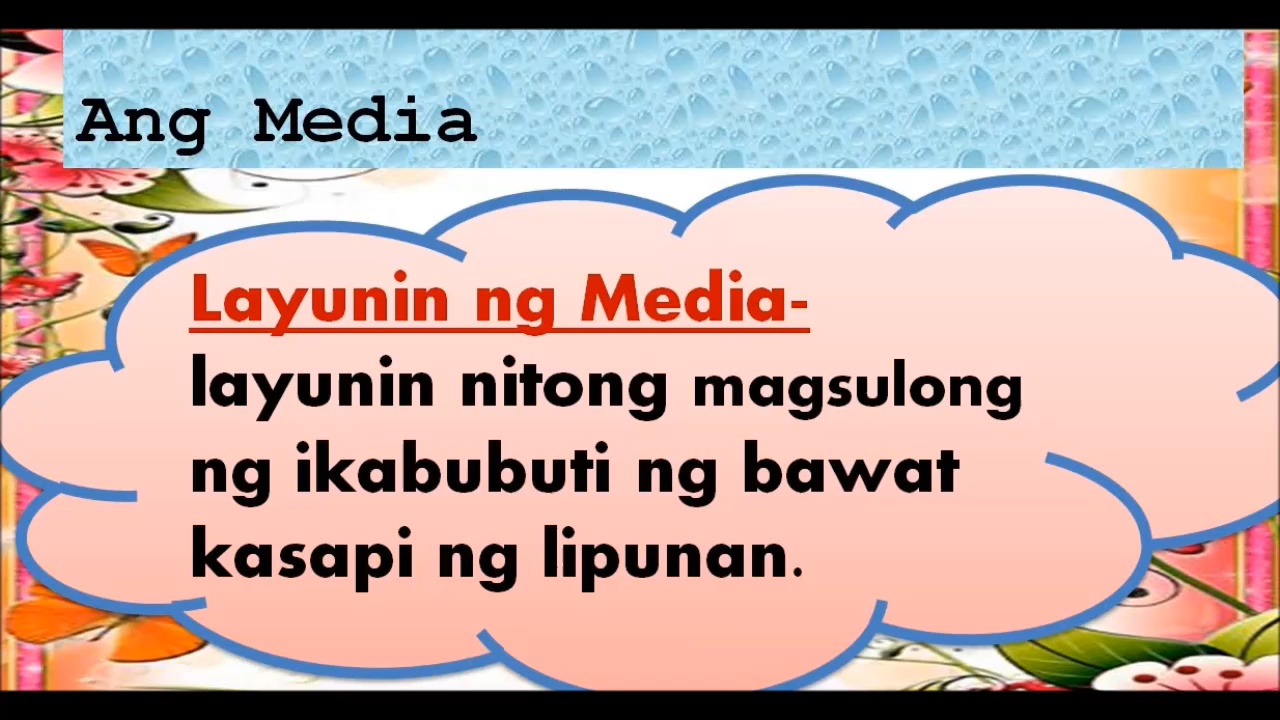 Ang Media
Layunin ng Media-
layunin nitong magsulong
ng ikabubuti ng bawat
kasapi ng lipunan.